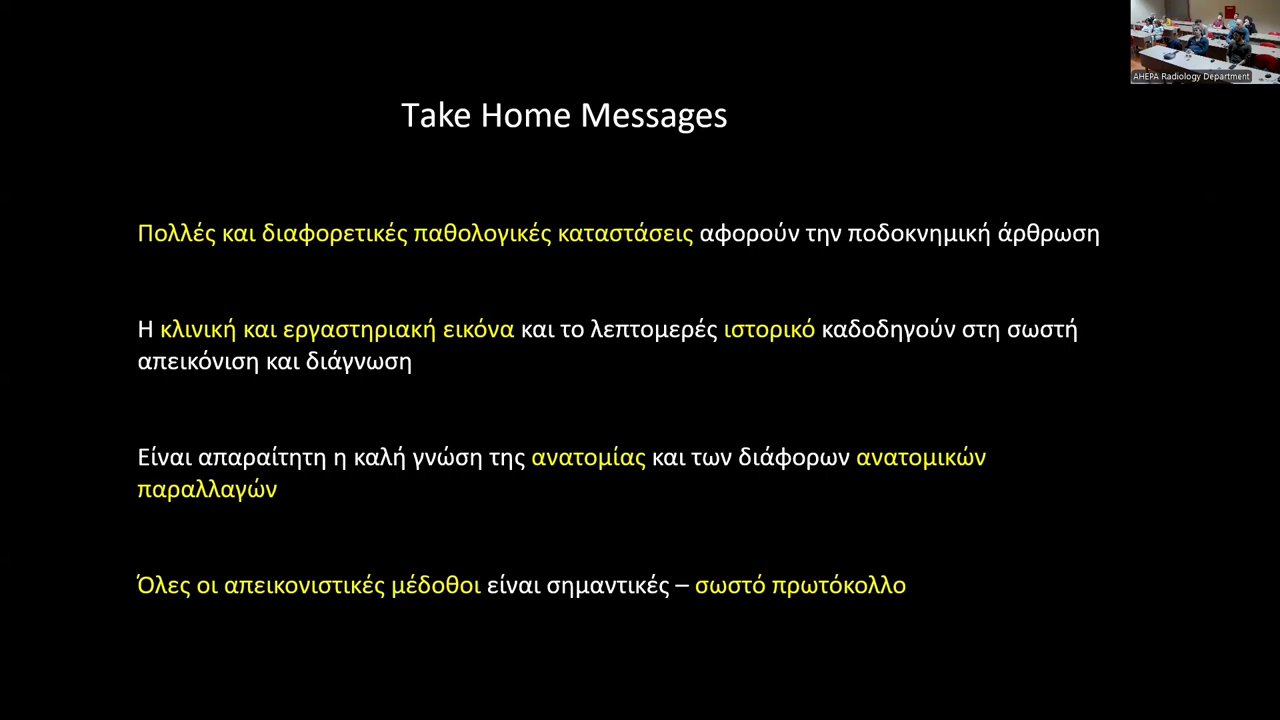 AHEPA Radiology Department
Take Home Messages
Πολλές και διαφορετικές παθολογικές καταστάσεις αφορούν την ποδοκνημική άρθρωση
Η κλινική και εργαστηριακή εικόνα και το λεπτομερές ιστορικό καδοδηγούν στη σωστή
απεικόνιση και διάγνωση
Είναι απαραίτητη η καλή γνώση της ανατομίας και των διάφορων ανατομικών
παραλλαγών
Όλες οι απεικονιστικές μέδοθοι είναι σημαντικές – σωστό πρωτόκολλο